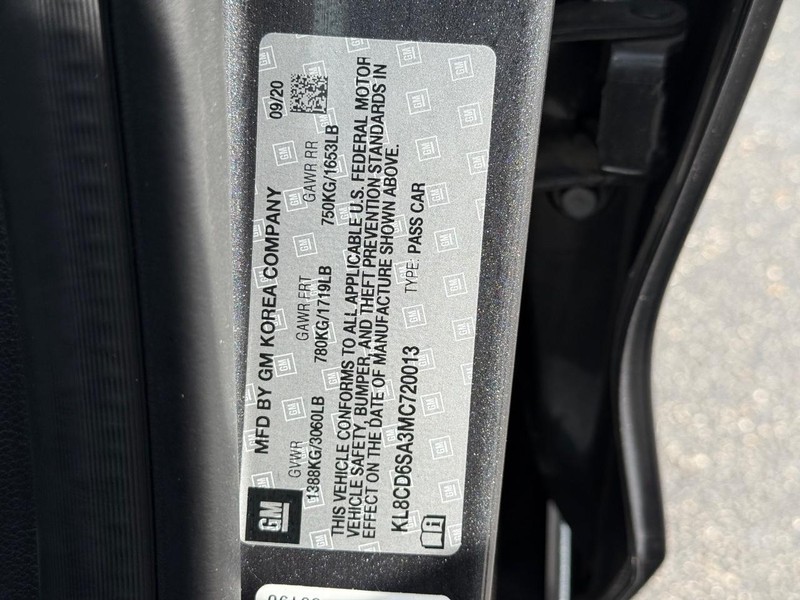 MFD BY GM KOREA COMPANY 09/20
GVWR GAWR FRT GAWR RR
1388KG/3060LB 780KG/1719LB 750KG/1653LB
THIS VEHICLE CONFORMS TO ALL APPLICABLE U.S. FEDERAL MOTOR
VEHICLE SAFETY, BUMPER, AND THEFT PREVENTION STANDARDS IN
EFFECT ON THE DATE OF MANUFACTURE SHOWN ABOVE.
KL8CD6SA3MC720013 TYPE: PASS CAR
GM